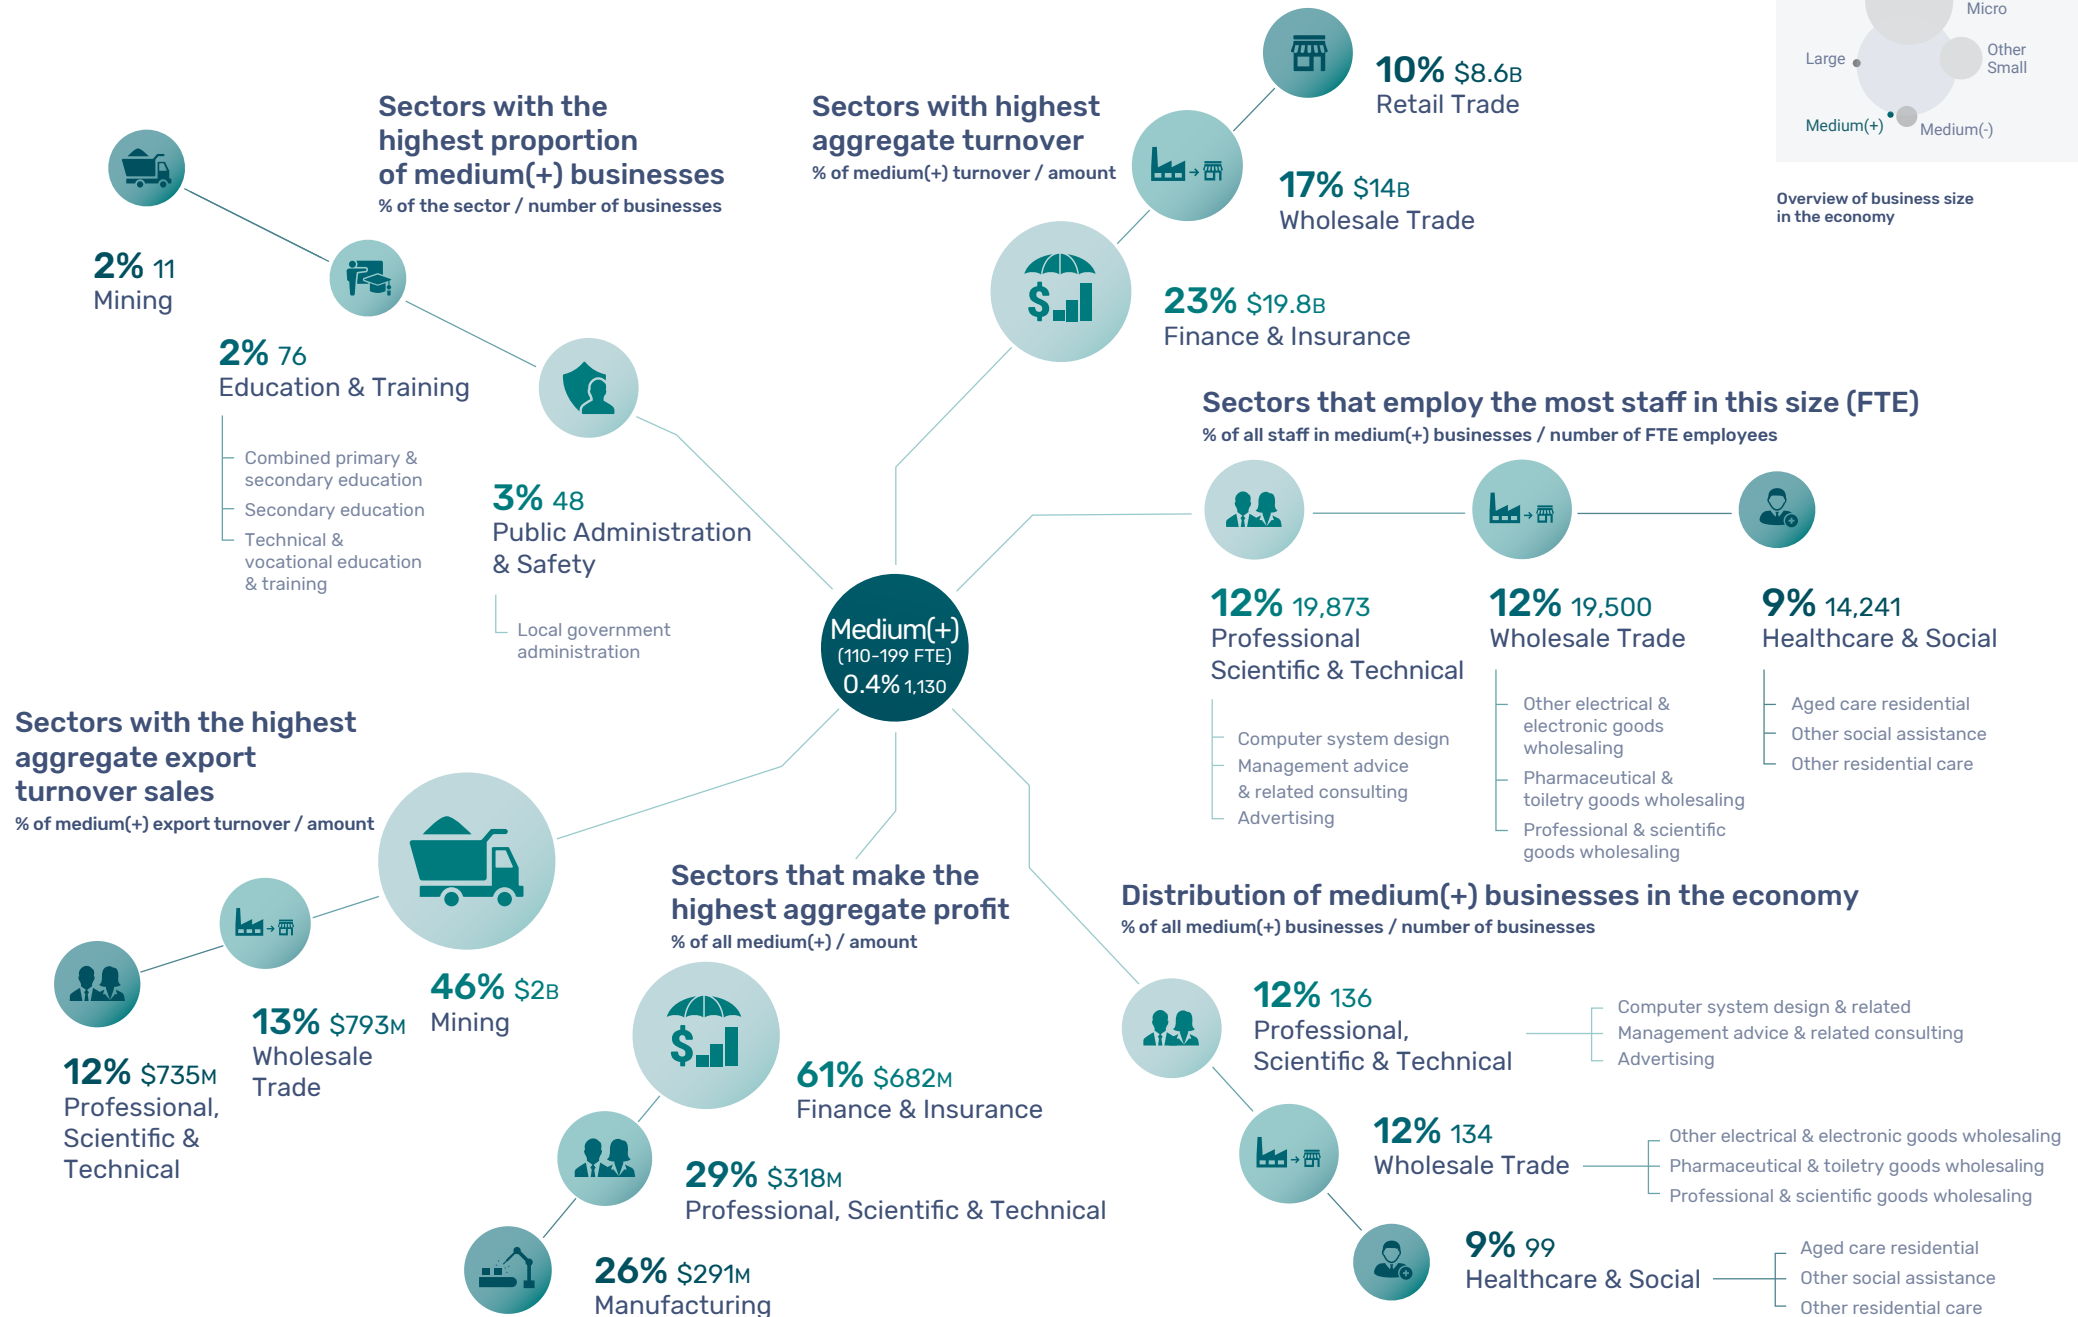 Micro
Large
Other
Small
Medium(+)
Medium(-)
Overview of business size
in the economy
Sectors with the
highest proportion
of medium(+) businesses
% of the sector / number of businesses
2% 11
Mining
2% 76
Education & Training
Combined primary &
secondary education
Secondary education
Technical &
vocational education
& training
3% 48
Public Administration
& Safety
Local government
administration
Sectors with highest
aggregate turnover
% of medium(+) turnover / amount
10% $8.6B
Retail Trade
17% $14B
Wholesale Trade
23% $19.8B
Finance & Insurance
Sectors that employ the most staff in this size (FTE)
% of all staff in medium(+) businesses / number of FTE employees
12% 19,873
Professional
Scientific & Technical
Computer system design
Management advice
& related consulting
Advertising
12% 19,500
Wholesale Trade
Other electrical &
electronic goods
wholesaling
Pharmaceutical &
toiletry goods wholesaling
Professional & scientific
goods wholesaling
9% 14,241
Healthcare & Social
Aged care residential
Other social assistance
Other residential care
Medium(+)
(110-199 FTE)
0.4% 1,130
Sectors with the highest
aggregate export
turnover sales
% of medium(+) export turnover / amount
46% $2B
Mining
13% $793M
Wholesale
Trade
12% $735M
Professional,
Scientific &
Technical
Sectors that make the
highest aggregate profit
% of all medium(+) / amount
61% $682M
Finance & Insurance
29% $318M
Professional, Scientific & Technical
26% $291M
Manufacturing
Distribution of medium(+) businesses in the economy
% of all medium(+) businesses / number of businesses
12% 136
Professional,
Scientific & Technical
Computer system design & related
Management advice & related consulting
Advertising
12% 134
Wholesale Trade
Other electrical & electronic goods wholesaling
Pharmaceutical & toiletry goods wholesaling
Professional & scientific goods wholesaling
9% 99
Healthcare & Social
Aged care residential
Other social assistance
Other residential care